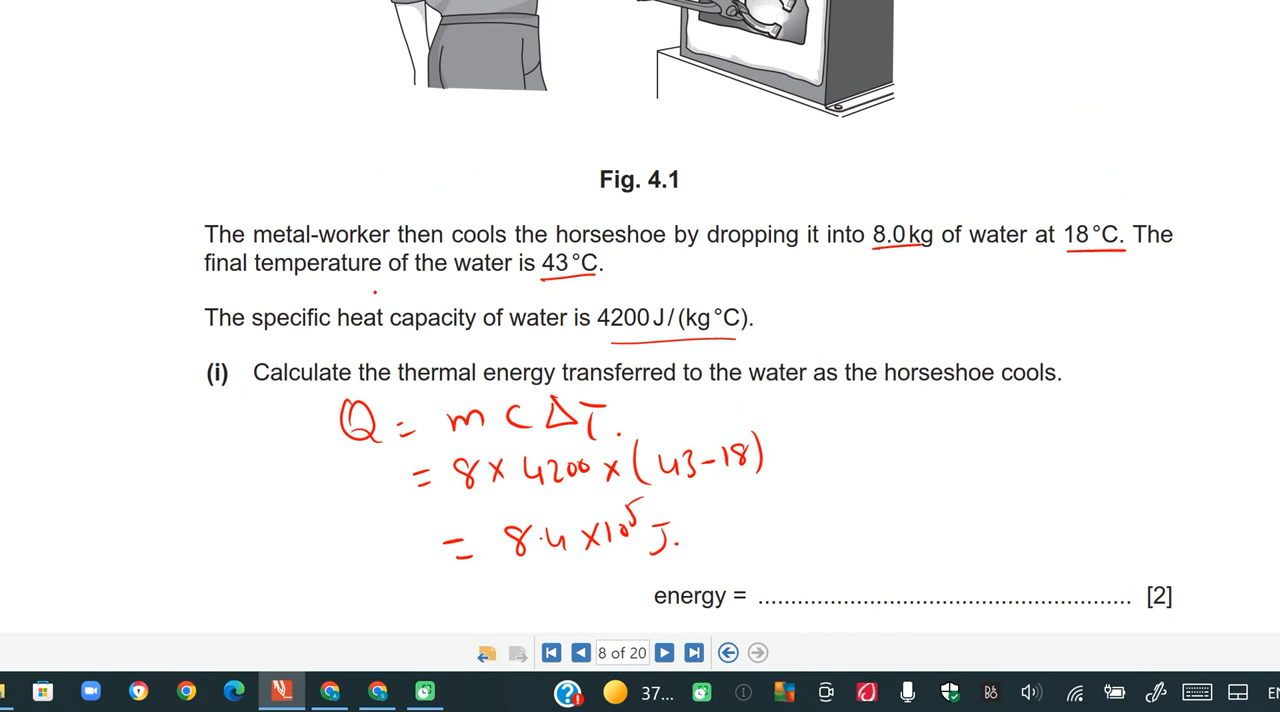 Fig. 4.1
The metal-worker then cools the horseshoe by dropping it into 8.0 kg of water at 18 °C. The
final temperature of the water is 43 °C.
The specific heat capacity of water is 4200 J/(kg °C).
(i) Calculate the thermal energy transferred to the water as the horseshoe cools.
Q = m c ΔT.
= 8 × 4200 × (43-18)
= 8.4 × 10⁵ J.
energy = ........................................................ [2]
8 of 20
37...
EN